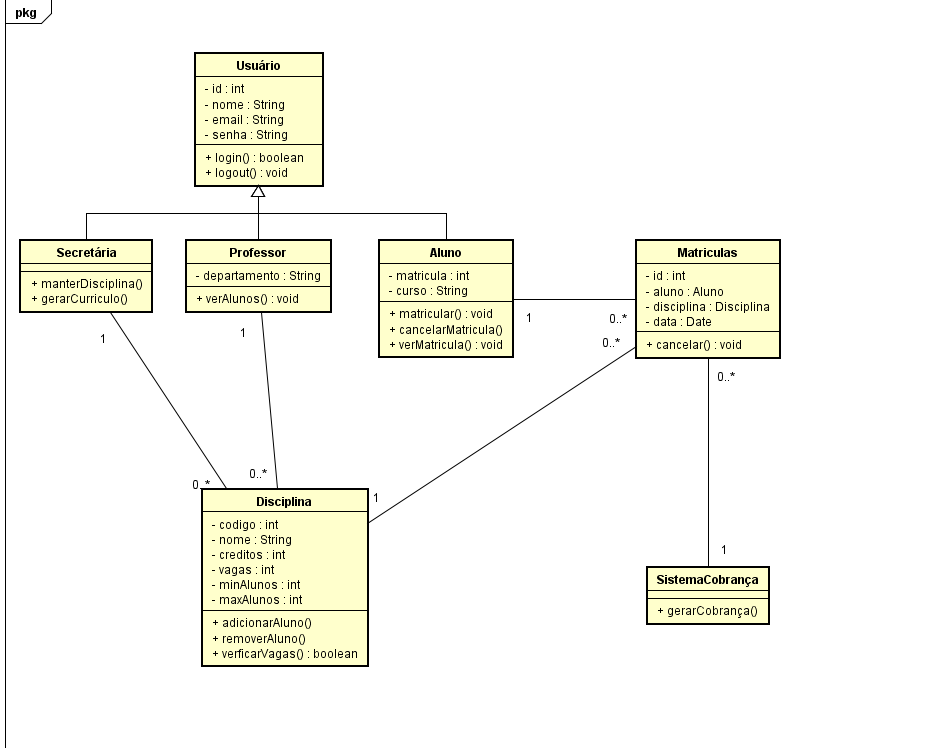 pkg
Usuário
- id : int
- nome : String
- email : String
- senha : String
+ login() : boolean
+ logout() : void
Secretária
+ manterDisciplina()
+ gerarCurriculo()
Professor
- departamento : String
+ verAlunos() : void
Aluno
- matricula : int
- curso : String
+ matricular() : void
+ cancelarMatricula()
+ verMatricula() : void
Matriculas
- id : int
- aluno : Aluno
- disciplina : Disciplina
- data : Date
+ cancelar() : void
1
0..*
1
1
0..*
0..*
0..*
0..*
1
1
Disciplina
- codigo : int
- nome : String
- creditos : int
- vagas : int
- minAlunos : int
- maxAlunos : int
+ adicionarAluno()
+ removerAluno()
+ verficarVagas() : boolean
SistemaCobrança
+ gerarCobrança()